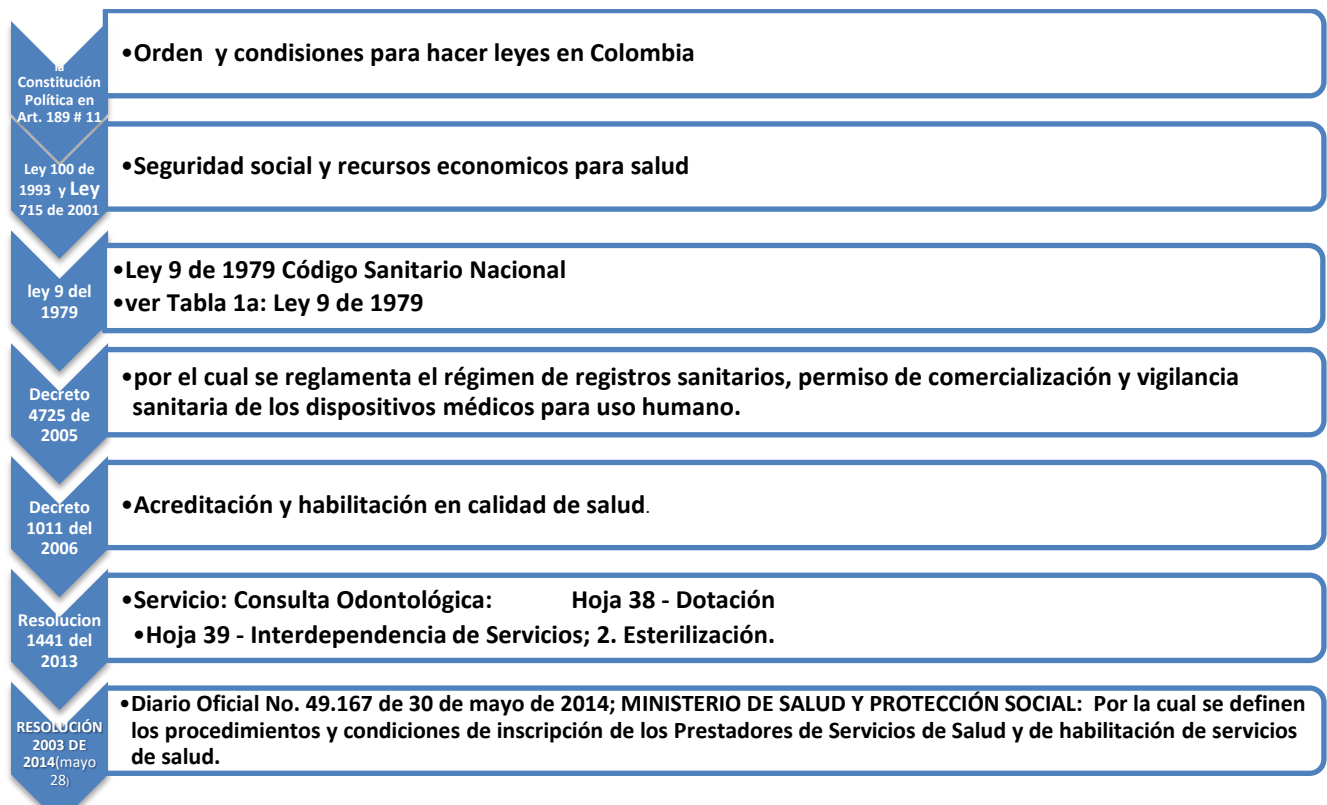 la
Constitución
Política en
Art. 189 # 11
•Orden y condisiones para hacer leyes en Colombia
Ley 100 de
1993 y Ley
715 de 2001
•Seguridad social y recursos economicos para salud
ley 9 del
1979
•Ley 9 de 1979 Código Sanitario Nacional
•ver Tabla 1a: Ley 9 de 1979
Decreto
4725 de
2005
•por el cual se reglamenta el régimen de registros sanitarios, permiso de comercialización y vigilancia
sanitaria de los dispositivos médicos para uso humano.
Decreto
1011 del
2006
•Acreditación y habilitación en calidad de salud.
Resolucion
1441 del
2013
•Servicio: Consulta Odontológica: Hoja 38 - Dotación
•Hoja 39 - Interdependencia de Servicios; 2. Esterilización.
RESOLUCIÓN
2003 DE
2014(mayo
28)
•Diario Oficial No. 49.167 de 30 de mayo de 2014; MINISTERIO DE SALUD Y PROTECCIÓN SOCIAL: Por la cual se definen
los procedimientos y condiciones de inscripción de los Prestadores de Servicios de Salud y de habilitación de servicios
de salud.